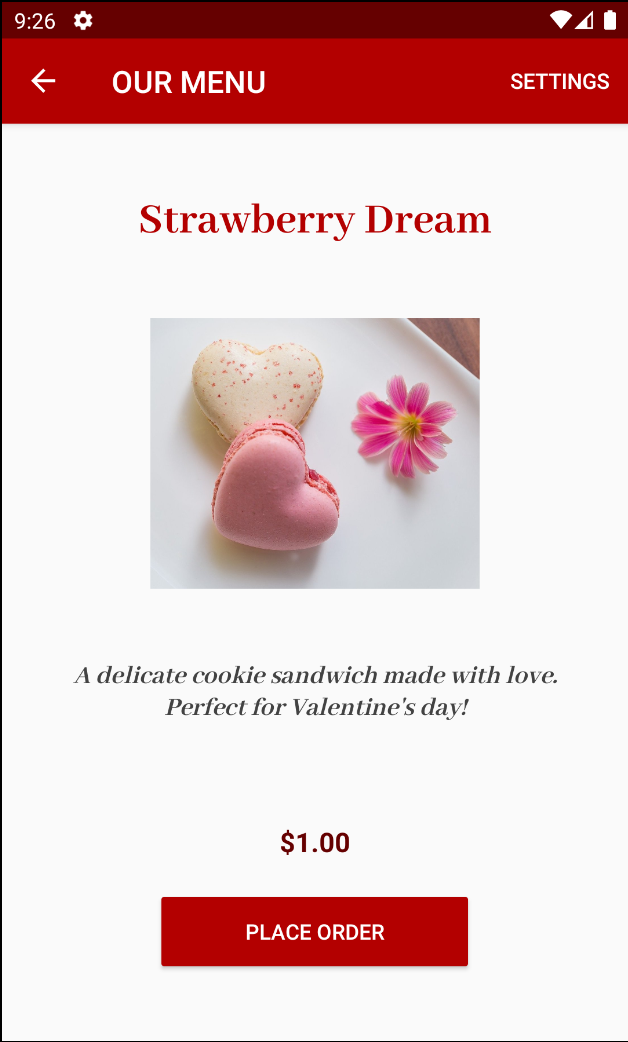 9:26
OUR MENU
SETTINGS
Strawberry Dream
A delicate cookie sandwich made with love.
Perfect for Valentine's day!
$1.00
PLACE ORDER